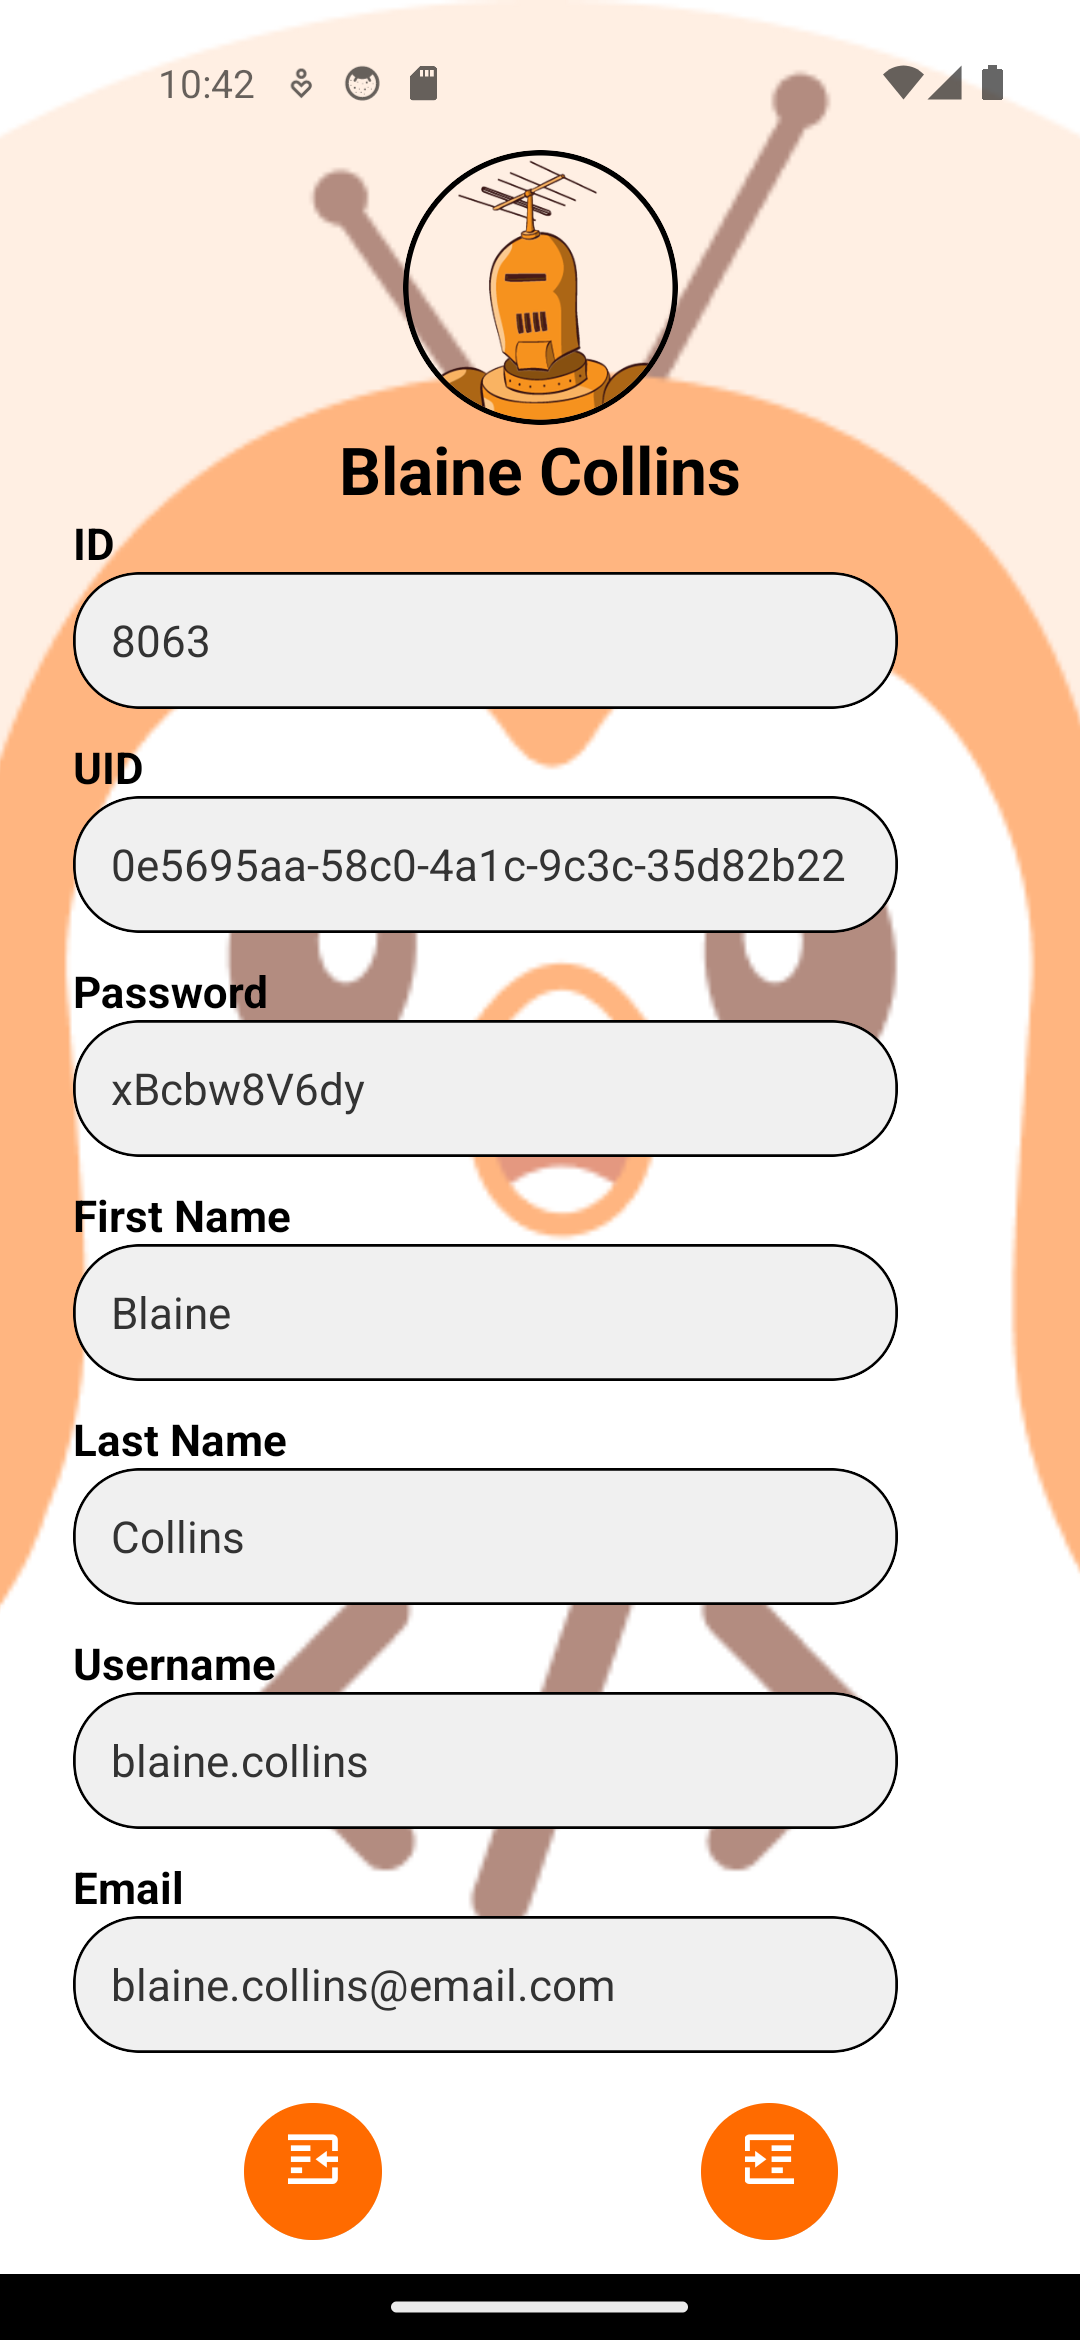 10:42
Blaine Collins
ID
8063
UID
0e5695aa-58c0-4a1c-9c3c-35d82b22
Password
xBcbw8V6dy
First Name
Blaine
Last Name
Collins
Username
blaine.collins
Email
blaine.collins@email.com